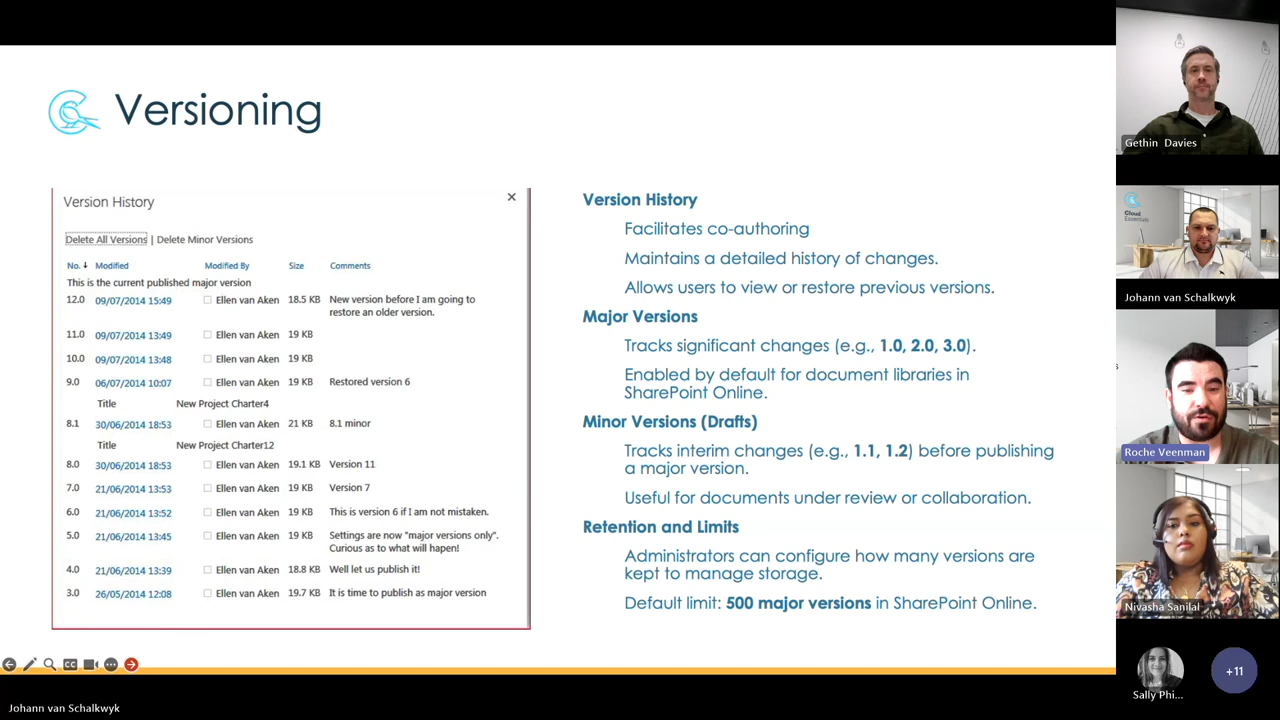 Versioning
Version History
Delete All Versions | Delete Minor Versions
No. Modified Modified By Size Comments
This is the current published major version
12.0 09/07/2014 15:49 Ellen van Aken 18.5 KB New version before I am going to
restore an older version.
11.0 09/07/2014 13:49 Ellen van Aken 19 KB
10.0 09/07/2014 13:48 Ellen van Aken 19 KB
9.0 06/07/2014 10:07 Ellen van Aken 19 KB Restored version 6
Title New Project Charter4
8.1 30/06/2014 18:53 Ellen van Aken 21 KB 8.1 minor
Title New Project Charter12
8.0 30/06/2014 18:53 Ellen van Aken 19.1 KB Version 11
7.0 21/06/2014 13:53 Ellen van Aken 19 KB Version 7
6.0 21/06/2014 13:52 Ellen van Aken 19 KB This is version 6 if I am not mistaken.
5.0 21/06/2014 13:45 Ellen van Aken 19 KB Settings are now "major versions only".
Curious as to what will hapen!
4.0 21/06/2014 13:39 Ellen van Aken 18.8 KB Well let us publish it!
3.0 26/05/2014 12:08 Ellen van Aken 19.7 KB It is time to publish as major version
Version History
Facilitates co-authoring
Maintains a detailed history of changes.
Allows users to view or restore previous versions.
Major Versions
Tracks significant changes (e.g., 1.0, 2.0, 3.0).
Enabled by default for document libraries in
SharePoint Online.
Minor Versions (Drafts)
Tracks interim changes (e.g., 1.1, 1.2) before publishing
a major version.
Useful for documents under review or collaboration.
Retention and Limits
Administrators can configure how many versions are
kept to manage storage.
Default limit: 500 major versions in SharePoint Online.
CC
Johann van Schalkwyk
Gethin Davies
Cloud
Essentials
Johann van Schalkwyk
Roche Veenman
Nivasha Sanilal
Sally Phi...
+11